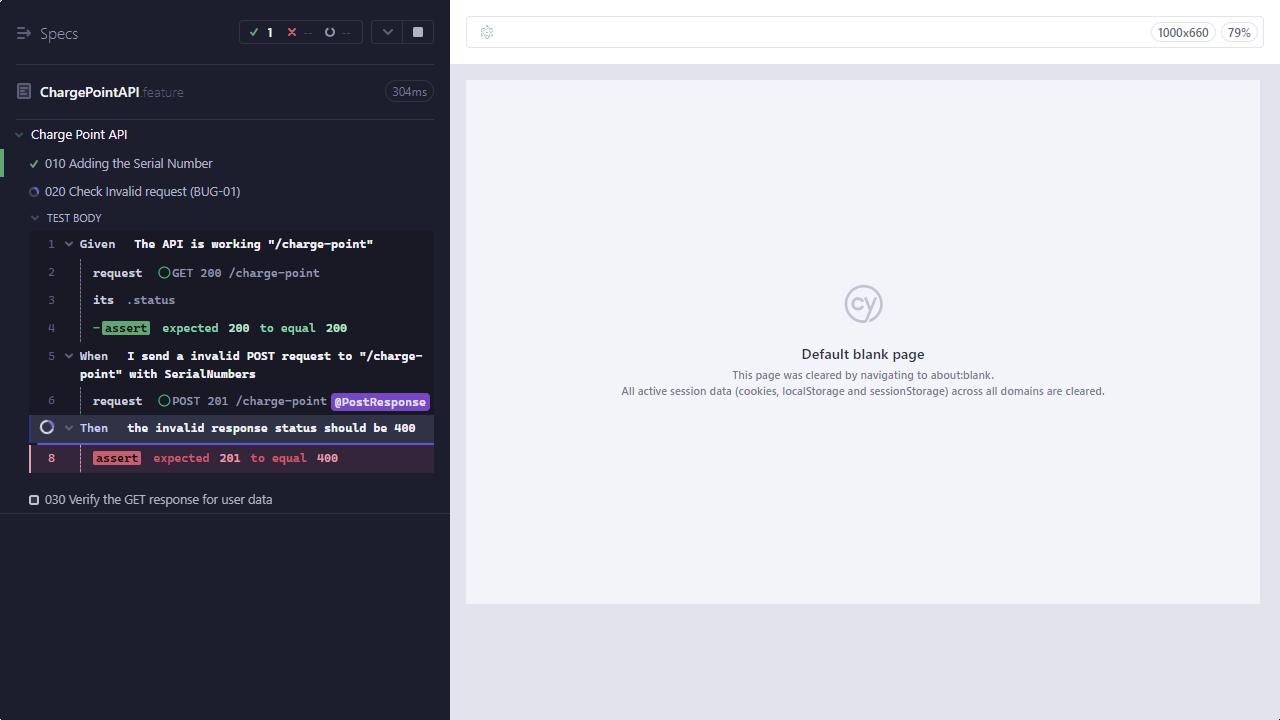 Specs
1 -- --
1000x660 79%
ChargePointAPI.feature 304ms
Charge Point API
010 Adding the Serial Number
020 Check Invalid request (BUG-01)
TEST BODY
1 Given The API is working "/charge-point"
2 request GET 200 /charge-point
3 its .status
4 -assert expected 200 to equal 200
5 When I send a invalid POST request to "/charge-
point" with SerialNumbers
6 request POST 201 /charge-point @PostResponse
Then the invalid response status should be 400
8 assert expected 201 to equal 400
030 Verify the GET response for user data
cy
Default blank page
This page was cleared by navigating to about:blank.
All active session data (cookies, localStorage and sessionStorage) across all domains are cleared.